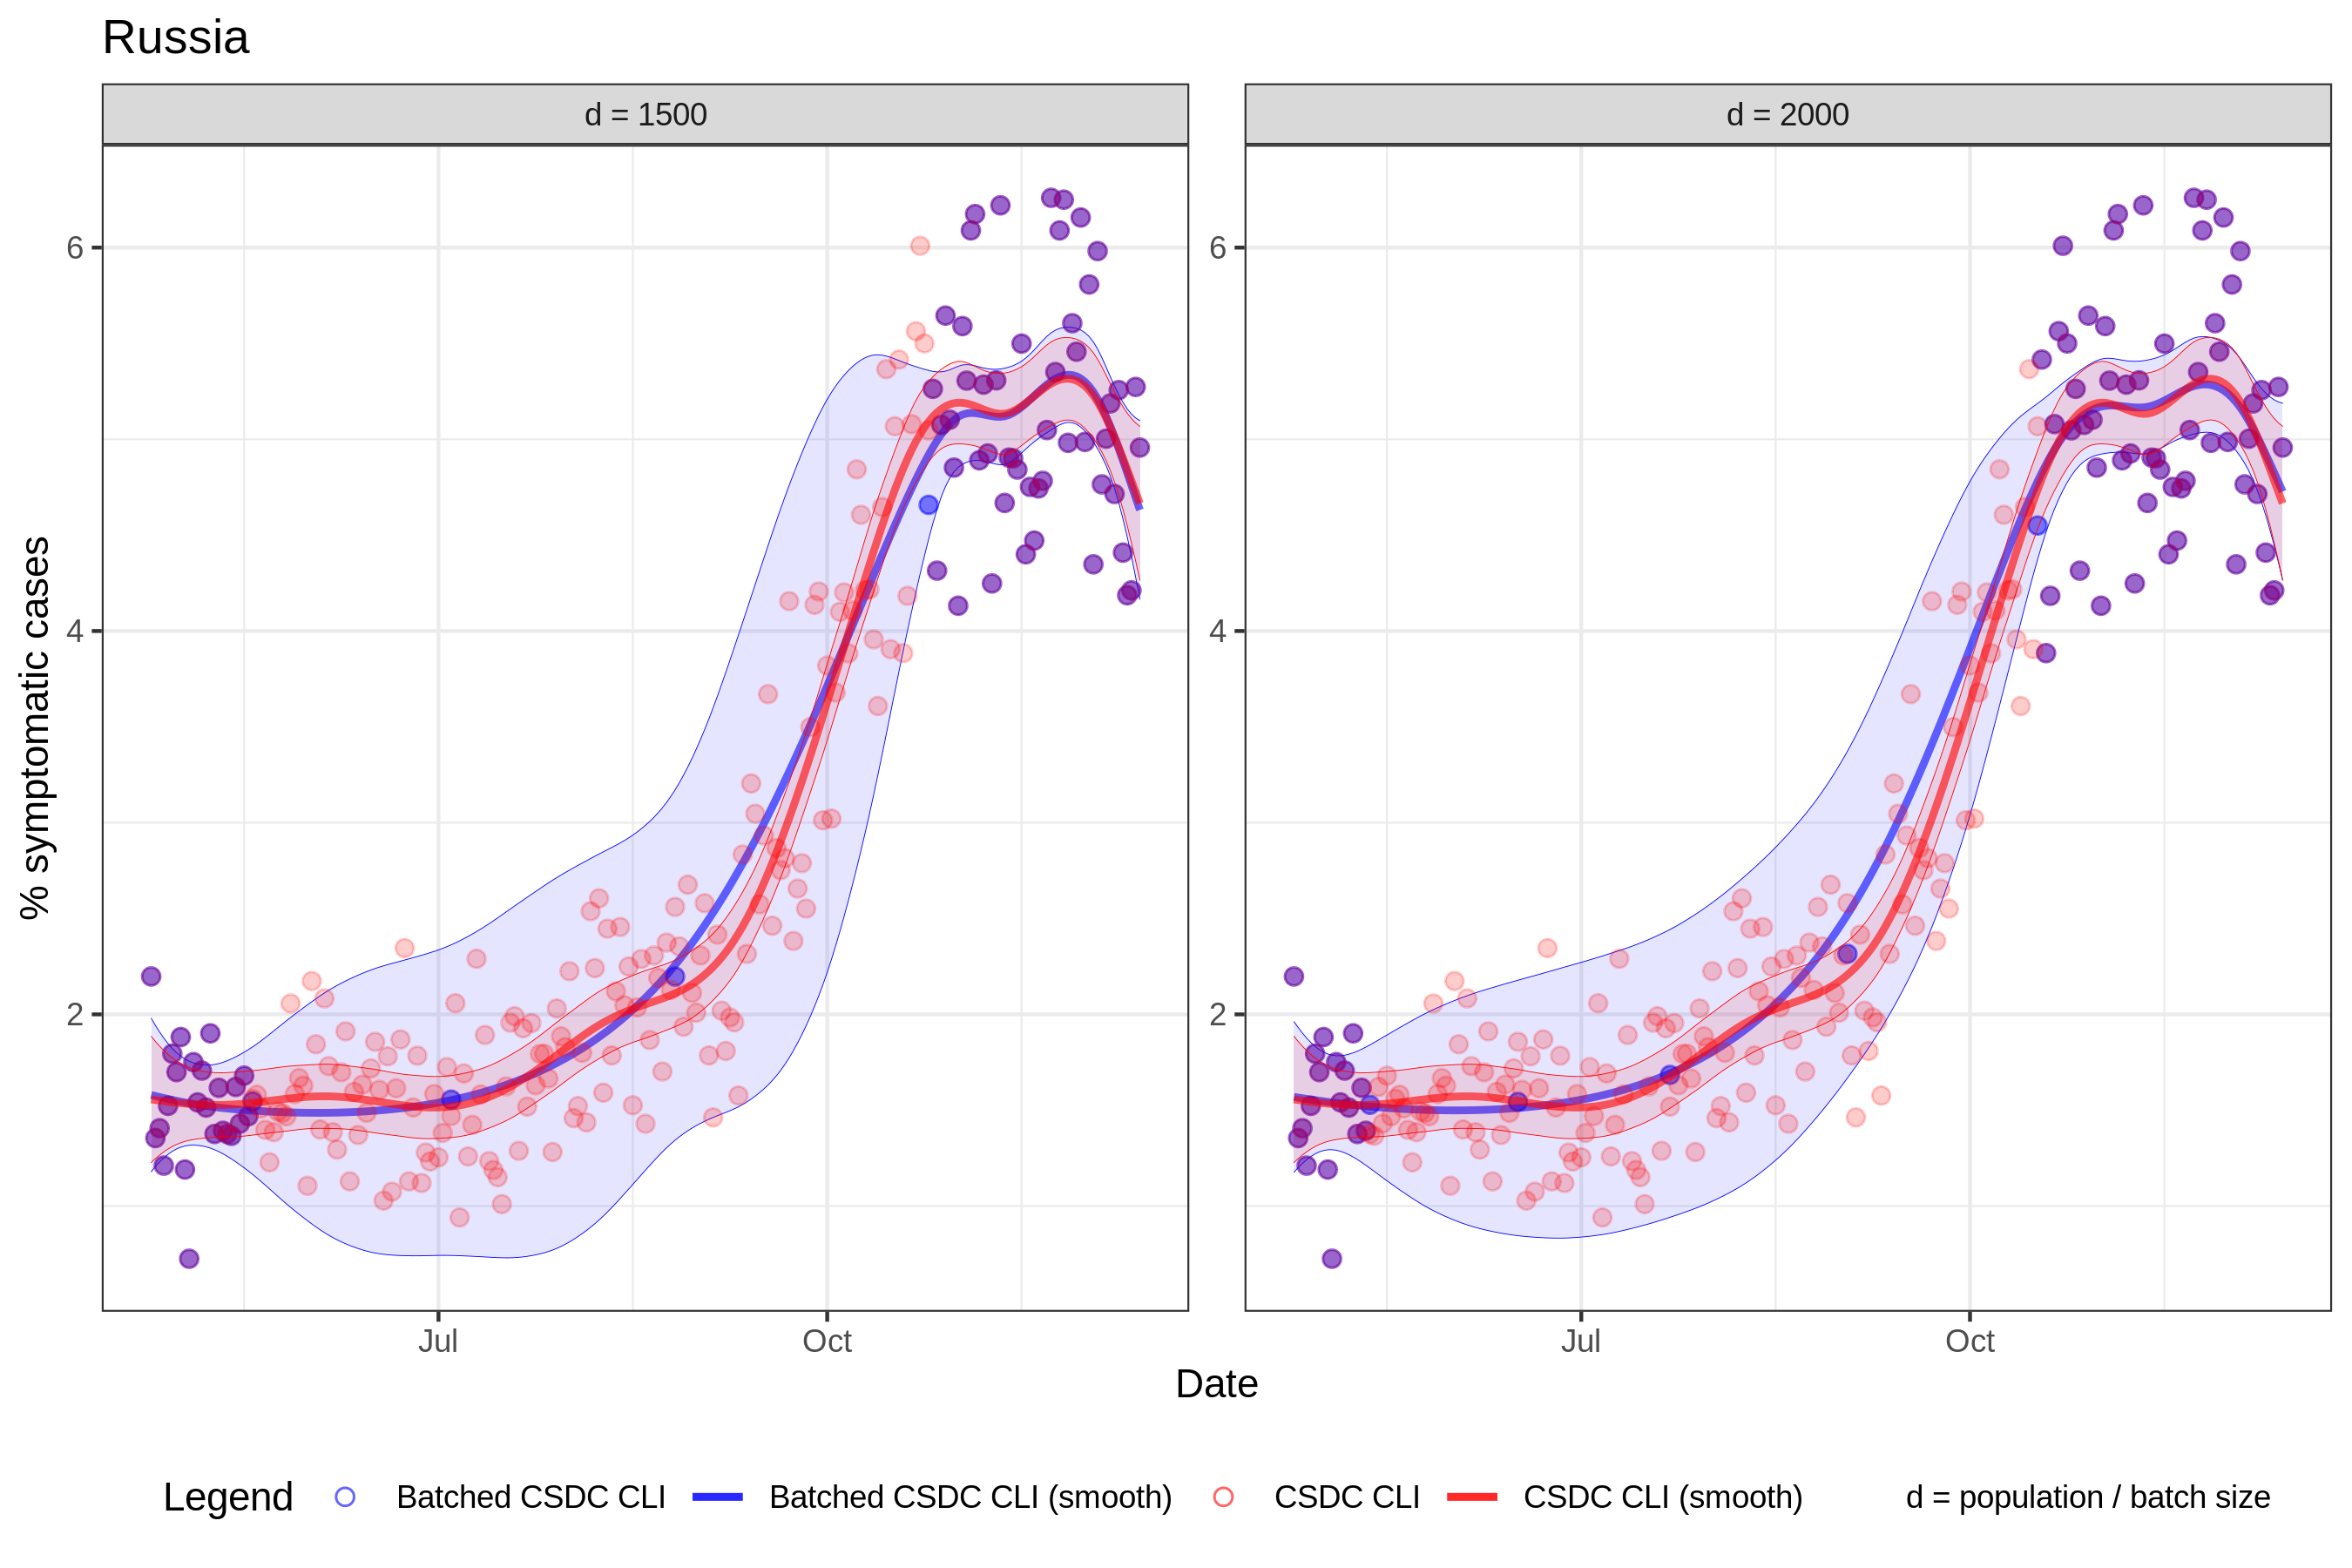 Russia
d = 1500
d = 2000
% symptomatic cases
6
4
2
6
4
2
Jul
Oct
Jul
Oct
Date
Legend Batched CSDC CLI Batched CSDC CLI (smooth) CSDC CLI CSDC CLI (smooth) d = population / batch size